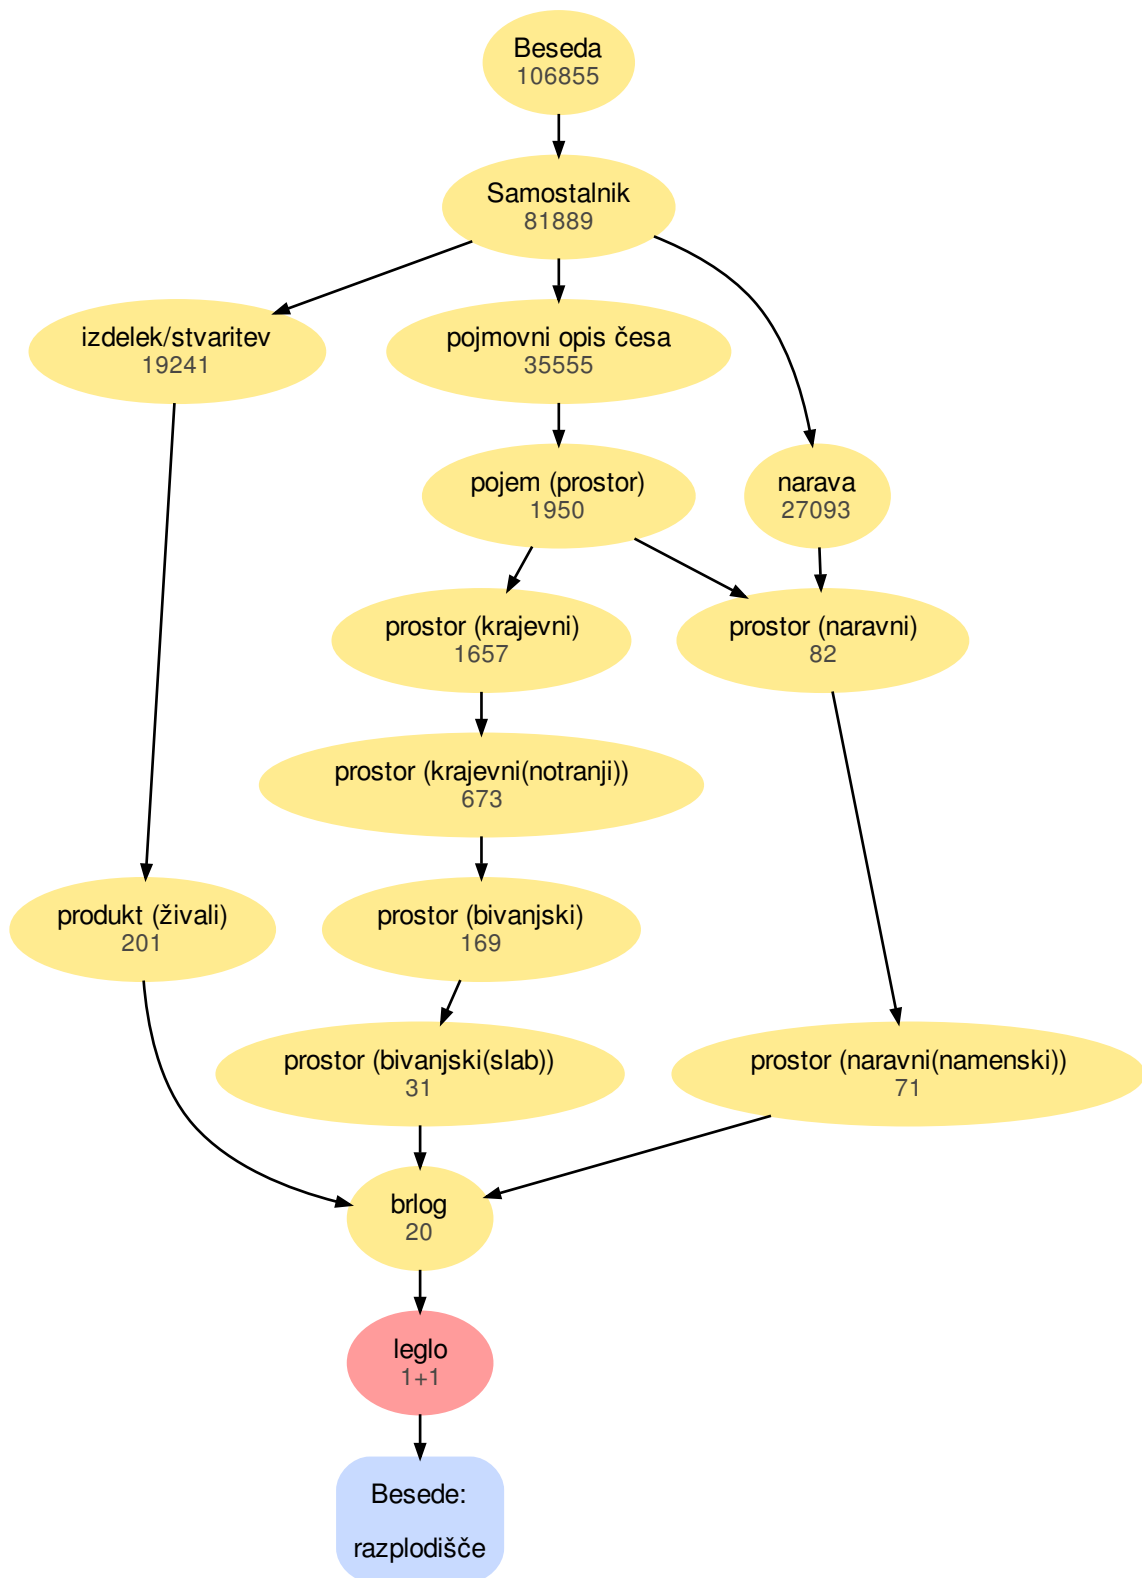 Beseda
106855
Samostalnik
81889
izdelek/stvaritev
19241
pojmovni opis česa
35555
pojem (prostor)
1950
narava
27093
prostor (krajevni)
1657
prostor (naravni)
82
prostor (krajevni(notranji))
673
produkt (živali)
201
prostor (bivanjski)
169
prostor (bivanjski(slab))
31
prostor (naravni(namenski))
71
brlog
20
leglo
1+1
Besede:
razplodišče